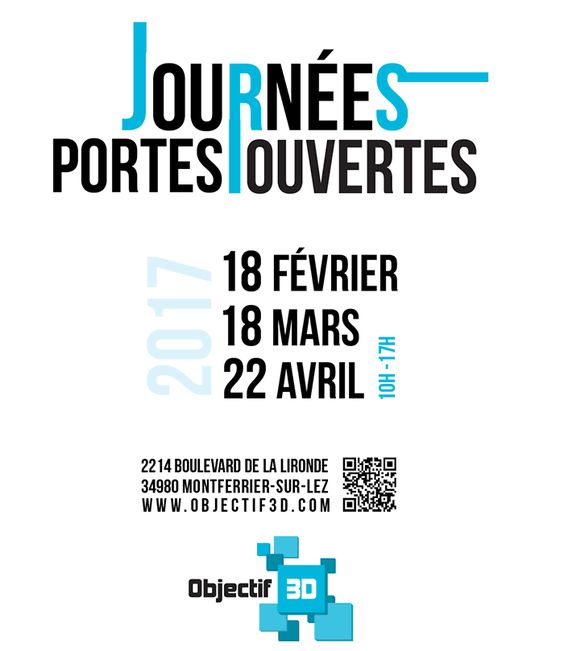 JOURNÉES
PORTES OUVERTES
2017
18 FÉVRIER
18 MARS
22 AVRIL
10H - 17H
2214 BOULEVARD DE LA LIRONDE
34980 MONTFERRIER-SUR-LEZ
WWW.OBJECTIF3D.COM
Objectif 3D